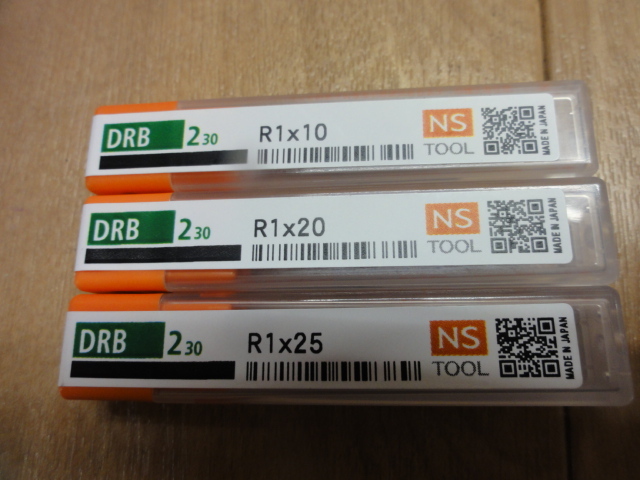 DRB 230 R1x10 NS TOOL MADE IN JAPAN
DRB 230 R1x20 NS TOOL MADE IN JAPAN
DRB 230 R1x25 NS TOOL MADE IN JAPAN